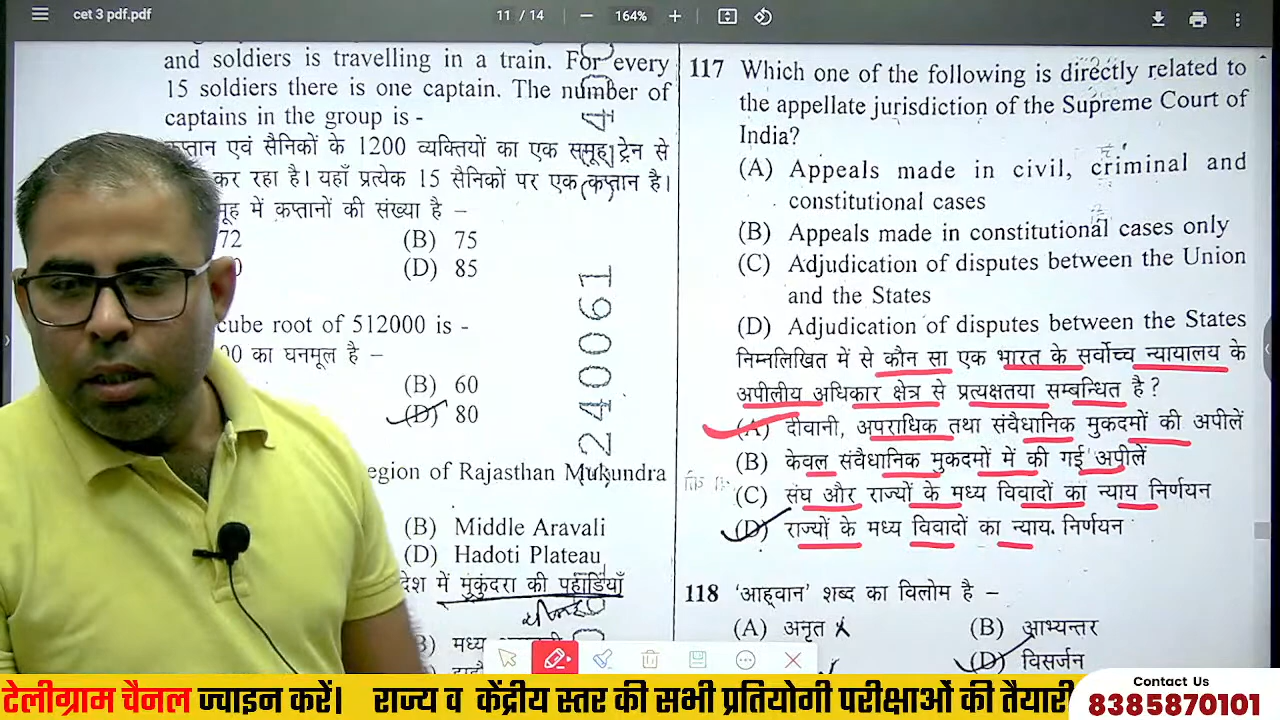 cet 3 pdf.pdf
11 / 14
164%
and soldiers is travelling in a train. For every
15 soldiers there is one captain. The number of
captains in the group is -
कप्तान एवं सैनिकों के 1200 व्यक्तियों का एक समूह ट्रेन से
कर रहा है। यहाँ प्रत्येक 15 सैनिकों पर एक कप्तान है।
मूह में कप्तानों की संख्या है –
72
(B) 75
(D) 85
cube root of 512000 is -
00 का घनमूल है –
(B) 60
(D) 80
egion of Rajasthan Mukundra
(B) Middle Aravali
(D) Hadoti Plateau
देश में मुकुंदरा की पहाडियाँ
मध्य
22400061
117 Which one of the following is directly related to
the appellate jurisdiction of the Supreme Court of
India?
(A) Appeals made in civil, criminal and
constitutional cases
(B) Appeals made in constitutional cases only
(C) Adjudication of disputes between the Union
and the States
(D) Adjudication of disputes between the States
निम्नलिखित में से कौन सा एक भारत के सर्वोच्च न्यायालय के
अपीलीय अधिकार क्षेत्र से प्रत्यक्षतया सम्बन्धित है ?
(A) दीवानी, अपराधिक तथा संवैधानिक मुकदमों की अपीलें
(B) केवल संवैधानिक मुकदमों में की गई अपीलें
(C) संघ और राज्यों के मध्य विवादों का न्याय निर्णयन
(D) राज्यों के मध्य विवादों का न्याय निर्णयन
118 ‘आह्वान’ शब्द का विलोम है –
(A) अनृत
(B) आभ्यन्तर
(D) विसर्जन
टेलीग्राम चैनल ज्वाइन करें। राज्य व केंद्रीय स्तर की सभी प्रतियोगी परीक्षाओं की तैयारी
Contact Us
8385870101